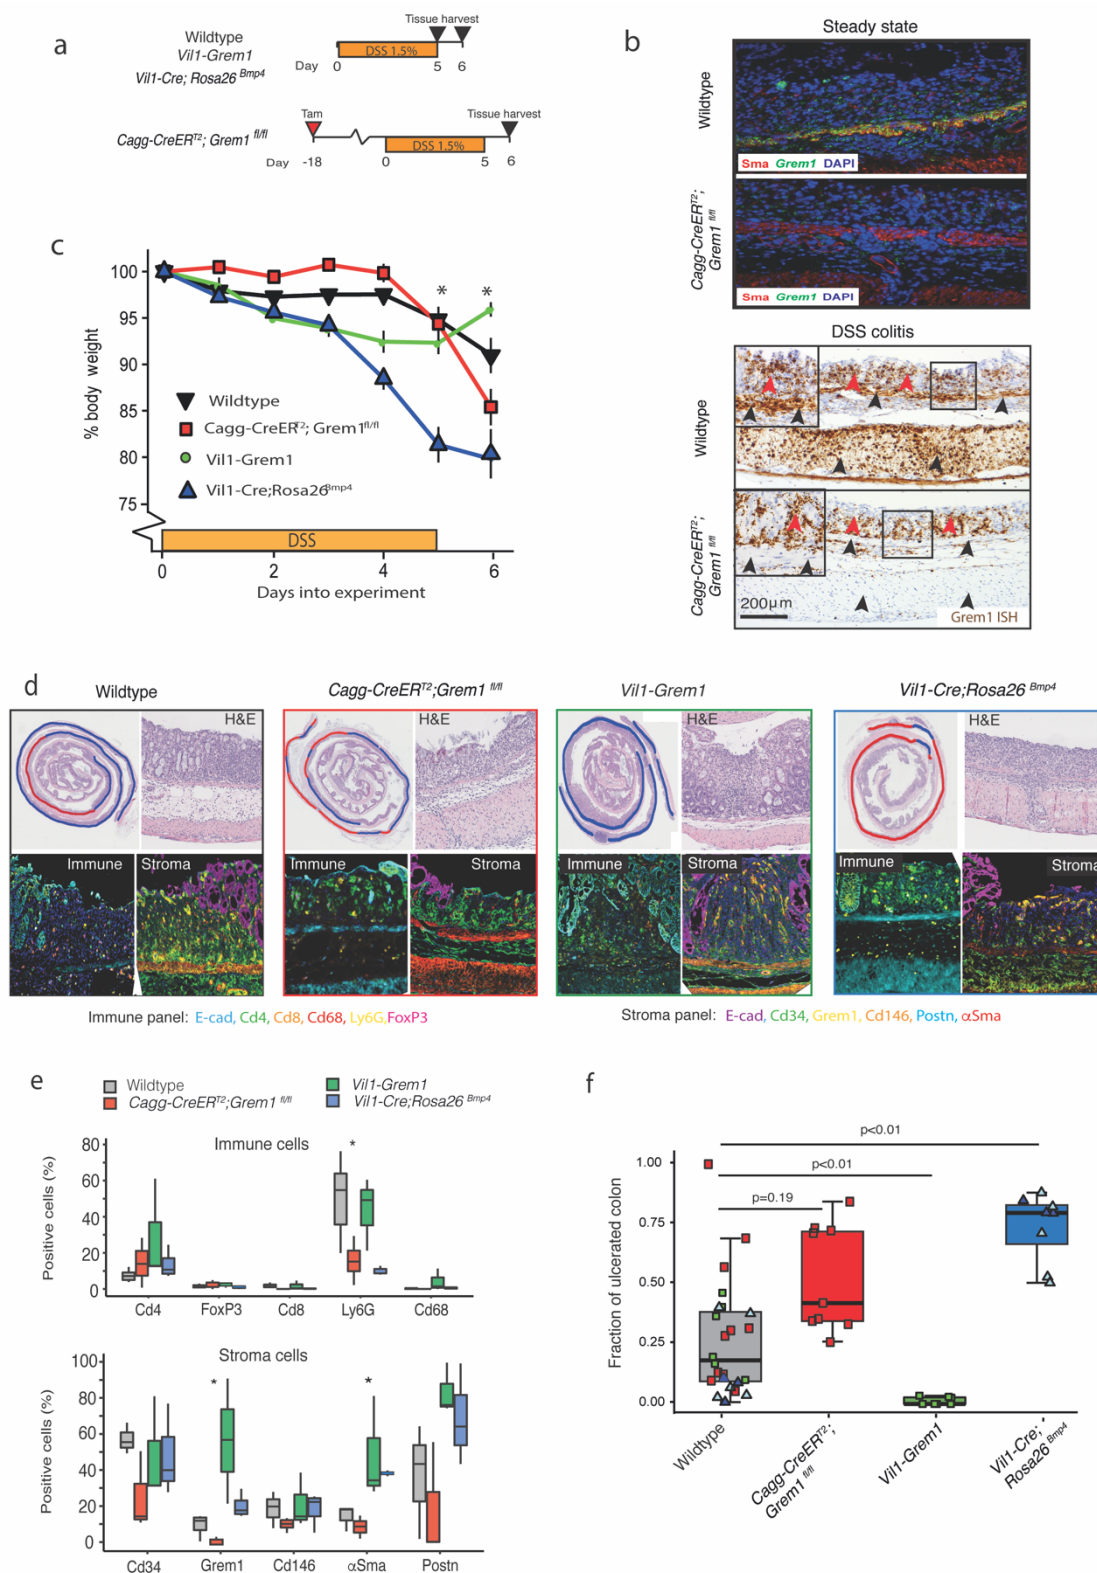 a
Wildtype
Vil1-Grem1
Vil1-Cre; Rosa26 Bmp4
Tissue harvest
DSS 1.5%
Day 0 5 6
Cagg-CreERT2; Grem1 fl/fl
Tam
Tissue harvest
DSS 1.5%
Day -18 0 5 6
b
Steady state
Wildtype
Sma Grem1 DAPI
Cagg-CreERT2;
Grem1 fl/fl
Sma Grem1 DAPI
DSS colitis
Wildtype
Cagg-CreERT2;
Grem1 fl/fl
200µm
Grem1 ISH
c
% body weight
100
95
90
85
80
75
* *
Wildtype
Cagg-CreERT2; Grem1fl/fl
Vil1-Grem1
Vil1-Cre;Rosa26Bmp4
DSS
0 2 4 6
Days into experiment
d
Wildtype
Cagg-CreERT2;Grem1 fl/fl
Vil1-Grem1
Vil1-Cre;Rosa26 Bmp4
H&E
H&E
H&E
H&E
Immune Stroma
Immune Stroma
Immune Stroma
Immune Stroma
Immune panel: E-cad, Cd4, Cd8, Cd68, Ly6G,FoxP3
Stroma panel: E-cad, Cd34, Grem1, Cd146, Postn, αSma
e
Wildtype
Cagg-CreERT2;Grem1 fl/fl
Vil1-Grem1
Vil1-Cre;Rosa26 Bmp4
Immune cells
Positive cells (%)
80
60
40
20
0
*
Cd4 FoxP3 Cd8 Ly6G Cd68
Stroma cells
Positive cells (%)
100
80
60
40
20
0
* *
Cd34 Grem1 Cd146 αSma Postn
f
p<0.01
p<0.01
p=0.19
Fraction of ulcerated colon
1.00
0.75
0.50
0.25
0.00
Wildtype
Cagg-CreERT2;
Grem1 fl/fl
Vil1-Grem1
Vil1-Cre;
Rosa26 Bmp4